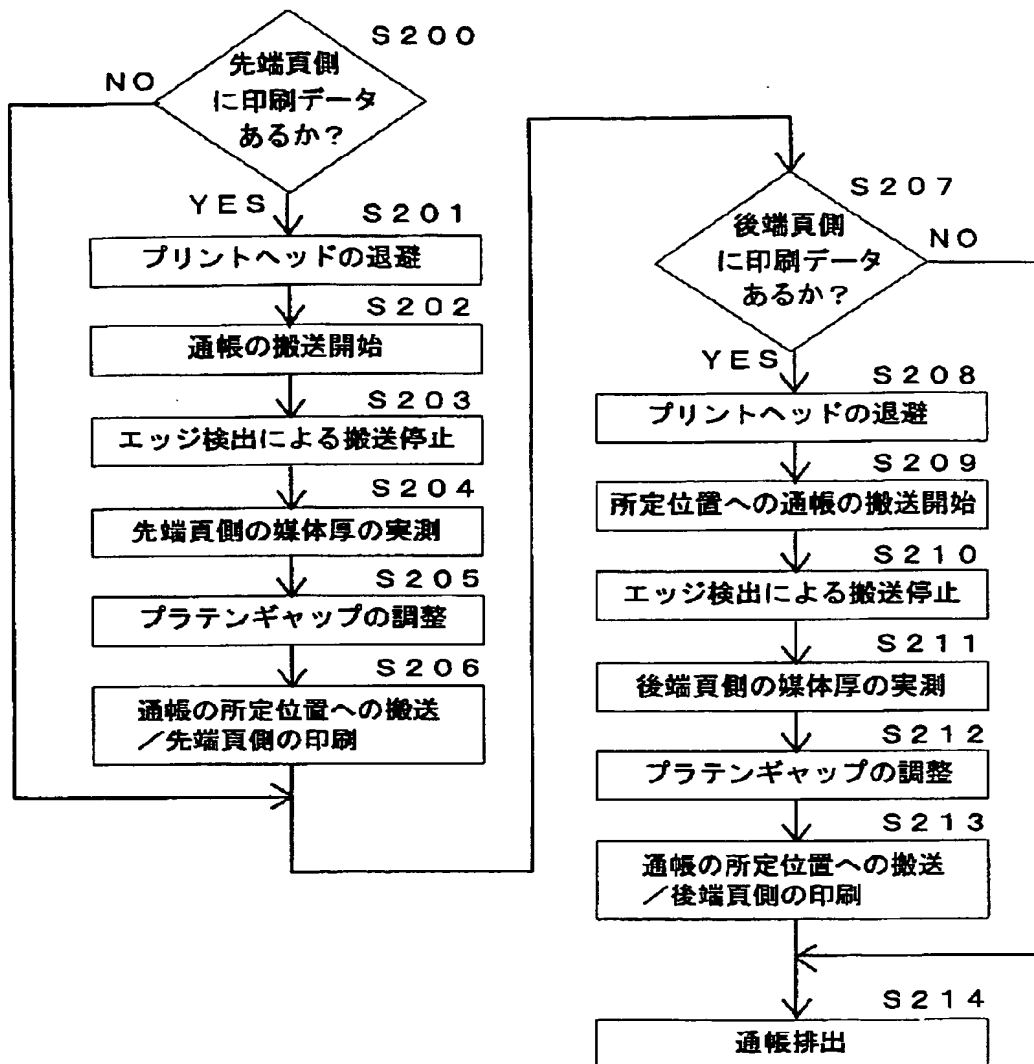 S200
先端頁側
に印刷データ
あるか？
NO
YES
S201
プリントヘッドの退避
S202
通帳の搬送開始
S203
エッジ検出による搬送停止
S204
先端頁側の媒体厚の実測
S205
プラテンギャップの調整
S206
通帳の所定位置への搬送
／先端頁側の印刷
S207
後端頁側
に印刷データ
あるか？
NO
YES
S208
プリントヘッドの退避
S209
所定位置への通帳の搬送開始
S210
エッジ検出による搬送停止
S211
後端頁側の媒体厚の実測
S212
プラテンギャップの調整
S213
通帳の所定位置への搬送
／後端頁側の印刷
S214
通帳排出